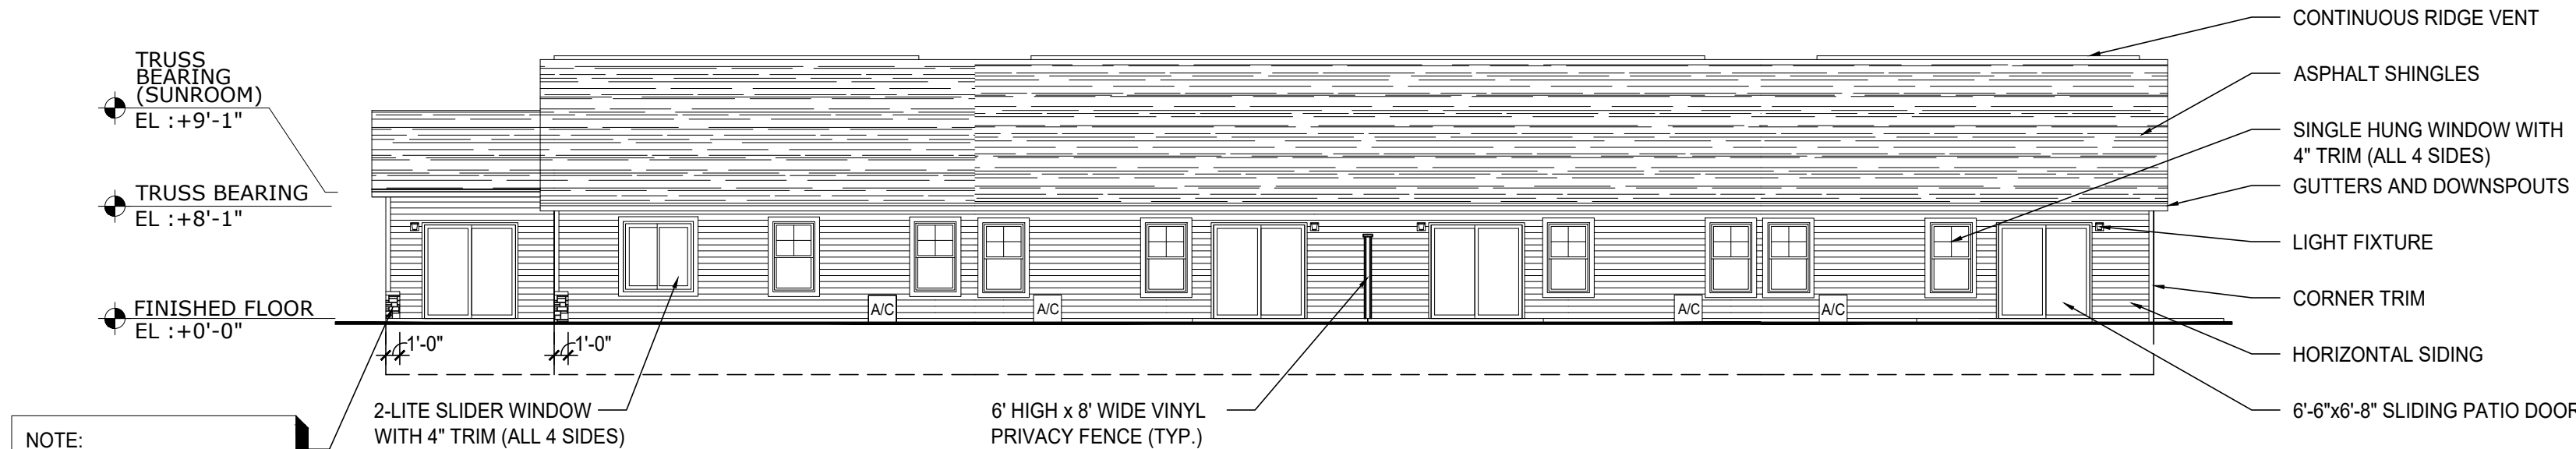 TRUSS
BEARING
(SUNROOM)
EL :+9'-1"
TRUSS BEARING
EL :+8'-1"
FINISHED FLOOR
EL :+0'-0"
1'-0"
1'-0"
A/C
A/C
A/C
A/C
CONTINUOUS RIDGE VENT
ASPHALT SHINGLES
SINGLE HUNG WINDOW WITH
4" TRIM (ALL 4 SIDES)
GUTTERS AND DOWNSPOUTS
LIGHT FIXTURE
CORNER TRIM
HORIZONTAL SIDING
6'-6"x6'-8" SLIDING PATIO DOOR
2-LITE SLIDER WINDOW
WITH 4" TRIM (ALL 4 SIDES)
6' HIGH x 8' WIDE VINYL
PRIVACY FENCE (TYP.)
NOTE: